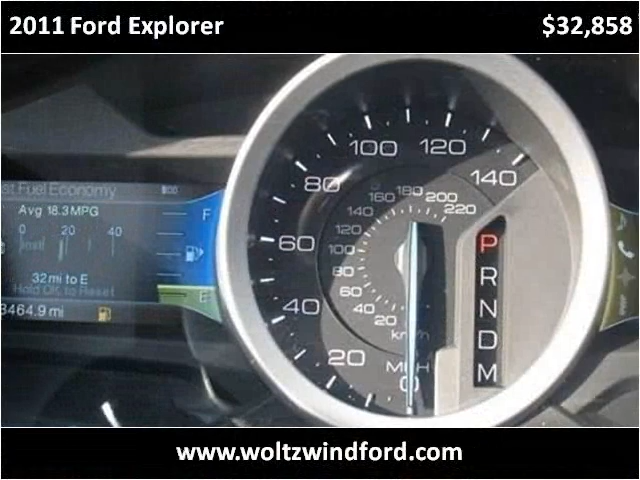 2011 Ford Explorer $32,858
Fuel Economy
Avg 18.3 MPG
0 20 40
32 mi to E
Hold OK to Reset
3464.9 mi
F
E
0 20 40 60 80 100 120 140
MPH
20 40 60 80 100 120 140 160 180 200 220
km/h
P
R
N
D
M
www.woltzwindford.com